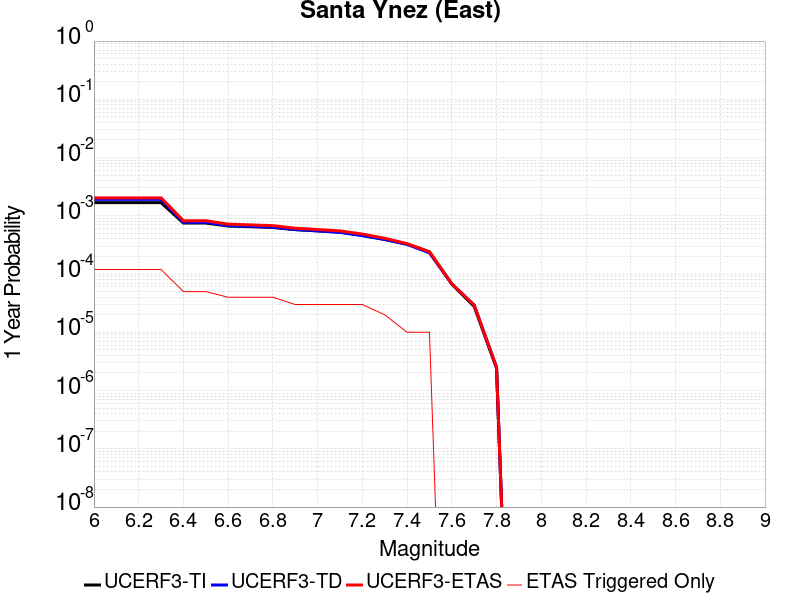 Santa Ynez (East)
10^0
10^-1
10^-2
10^-3
10^-4
10^-5
10^-6
10^-7
10^-8
1 Year Probability
6 6.2 6.4 6.6 6.8 7 7.2 7.4 7.6 7.8 8 8.2 8.4 8.6 8.8 9
Magnitude
UCERF3-TI UCERF3-TD UCERF3-ETAS ETAS Triggered Only